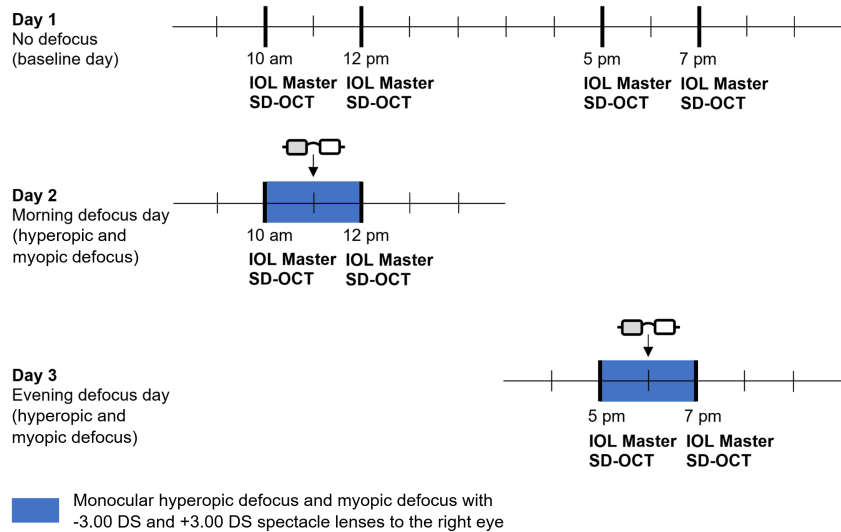 Day 1
No defocus
(baseline day)
10 am 12 pm 5 pm 7 pm
IOL Master IOL Master IOL Master IOL Master
SD-OCT SD-OCT SD-OCT SD-OCT
Day 2
Morning defocus day
(hyperopic and
myopic defocus)
10 am 12 pm
IOL Master IOL Master
SD-OCT SD-OCT
Day 3
Evening defocus day
(hyperopic and
myopic defocus)
5 pm 7 pm
IOL Master IOL Master
SD-OCT SD-OCT
Monocular hyperopic defocus and myopic defocus with
-3.00 DS and +3.00 DS spectacle lenses to the right eye